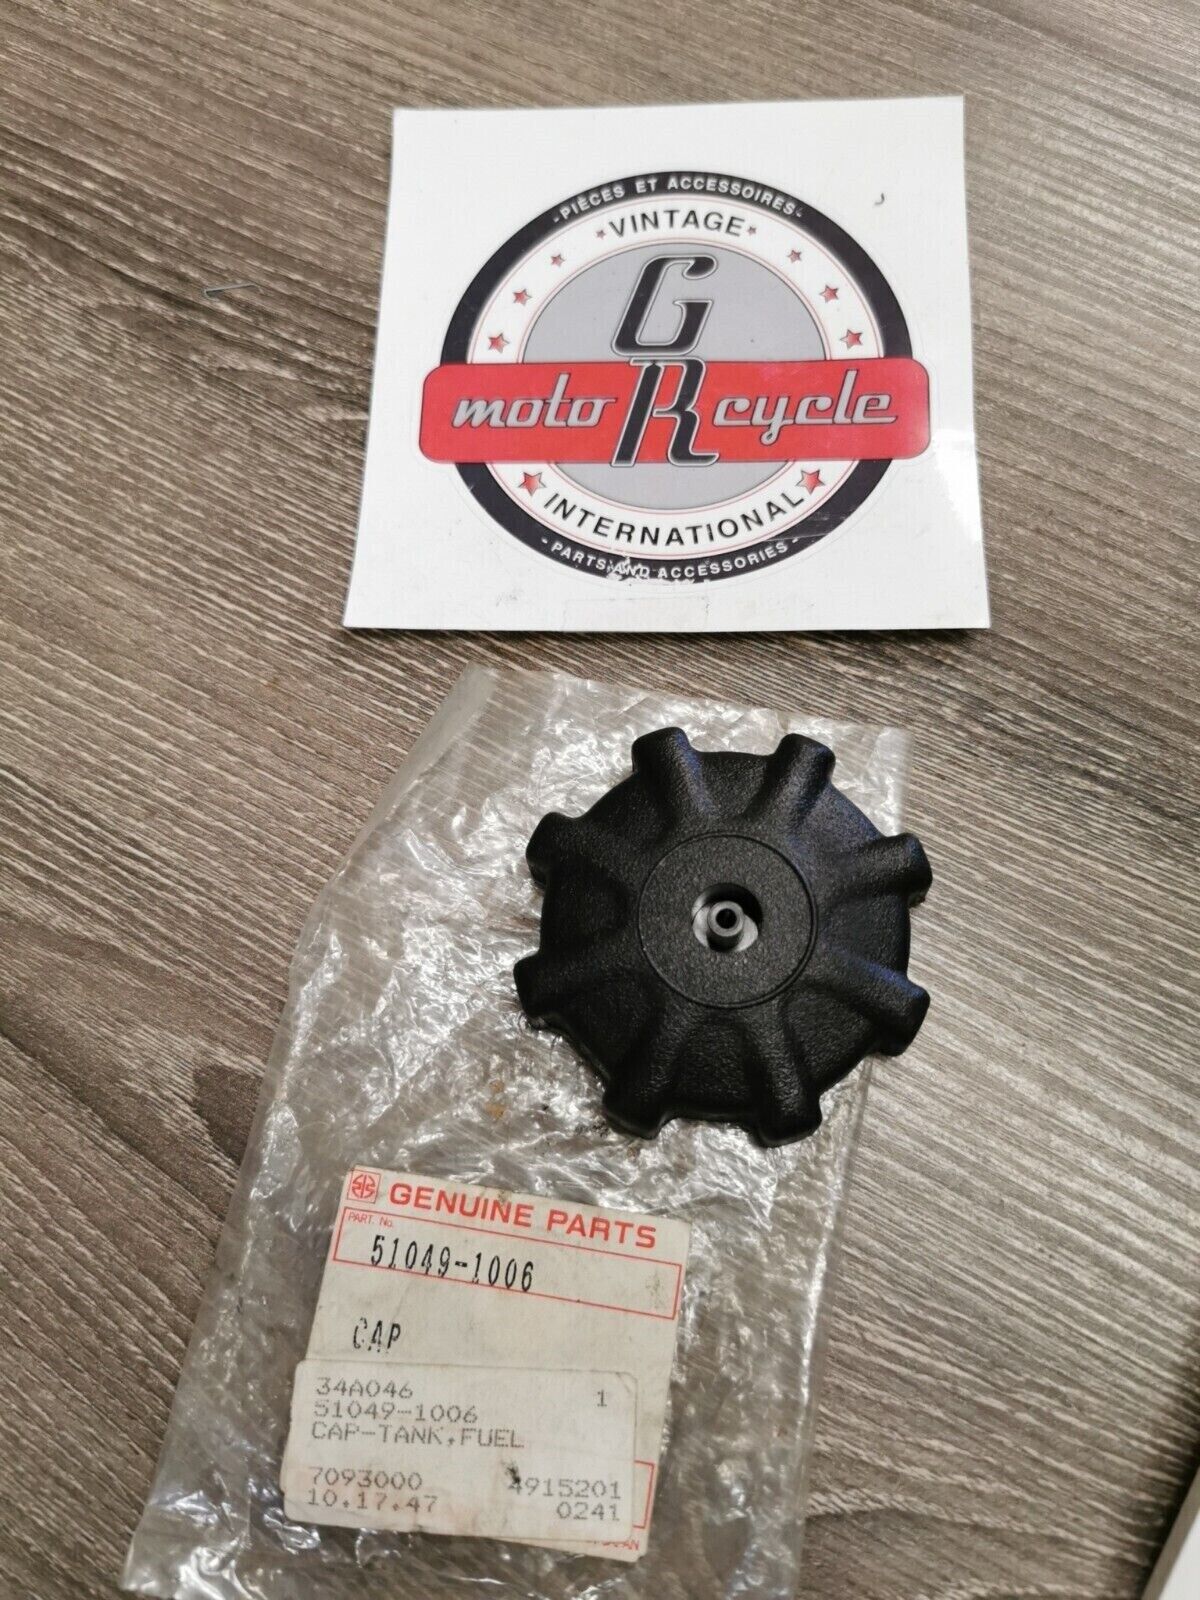 -PIÈCES ET ACCESSOIRES-
VINTAGE
GR
moto cycle
INTERNATIONAL
-PARTS AND ACCESSORIES-
GENUINE PARTS
PART. No.
51049-1006
CAP
34A046 1
51049-1006
CAP-TANK,FUEL
7093000 4915201
10.17.47 0241